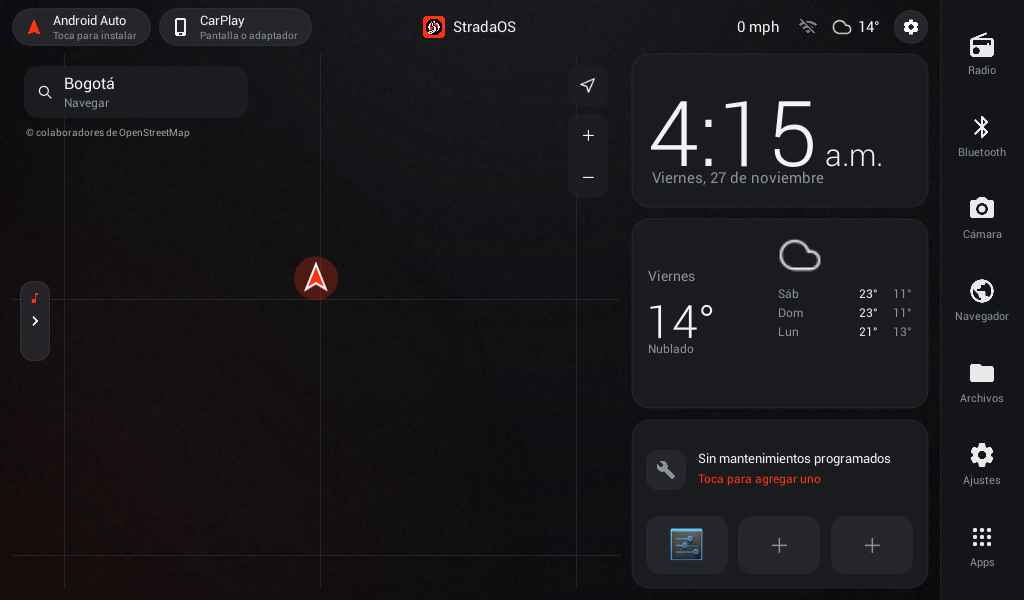 Android Auto
Toca para instalar
CarPlay
Pantalla o adaptador
StradaOS
0 mph
14°
Bogotá
Navegar
© colaboradores de OpenStreetMap
+
−
4:15 a.m.
Viernes, 27 de noviembre
Viernes
14°
Nublado
Sáb 23° 11°
Dom 23° 11°
Lun 21° 13°
Sin mantenimientos programados
Toca para agregar uno
+
+
Radio
Bluetooth
Cámara
Navegador
Archivos
Ajustes
Apps